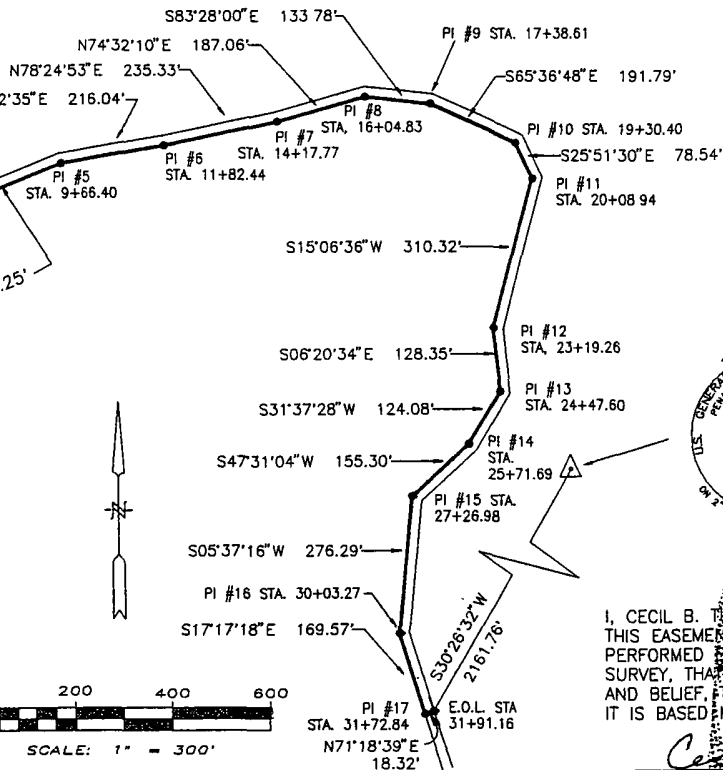 S83°28'00"E 133 78'
PI #9 STA. 17+38.61
N74°32'10"E 187.06'
S65°36'48"E 191.79'
N78°24'53"E 235.33'
2'35"E 216.04'
PI #8
STA, 16+04.83
PI #10 STA. 19+30.40
PI #7
STA. 14+17.77
S25°51'30"E 78.54'
PI #6
STA. 11+82.44
PI #5
STA. 9+66.40
PI #11
STA. 20+08 94
S15°06'36"W 310.32'
.25'
PI #12
STA, 23+19.26
S06°20'34"E 128.35'
PI #13
STA. 24+47.60
S31°37'28"W 124.08'
U.S. GENERA
ON 2
PI #14
STA.
25+71.69
S47°31'04"W 155.30'
PI #15 STA.
27+26.98
N
S05°37'16"W 276.29'
PI #16 STA. 30+03.27
S17°17'18"E 169.57'
S30°26'32"W
2161.76'
I, CECIL B. T
THIS EASEME
PERFORMED
SURVEY, THA
AND BELIEF,
IT IS BASED
200 400 600
SCALE: 1" = 300'
PI #17
STA. 31+72.84
E.O.L. STA
31+91.16
N71°18'39"E
18.32'
Ce